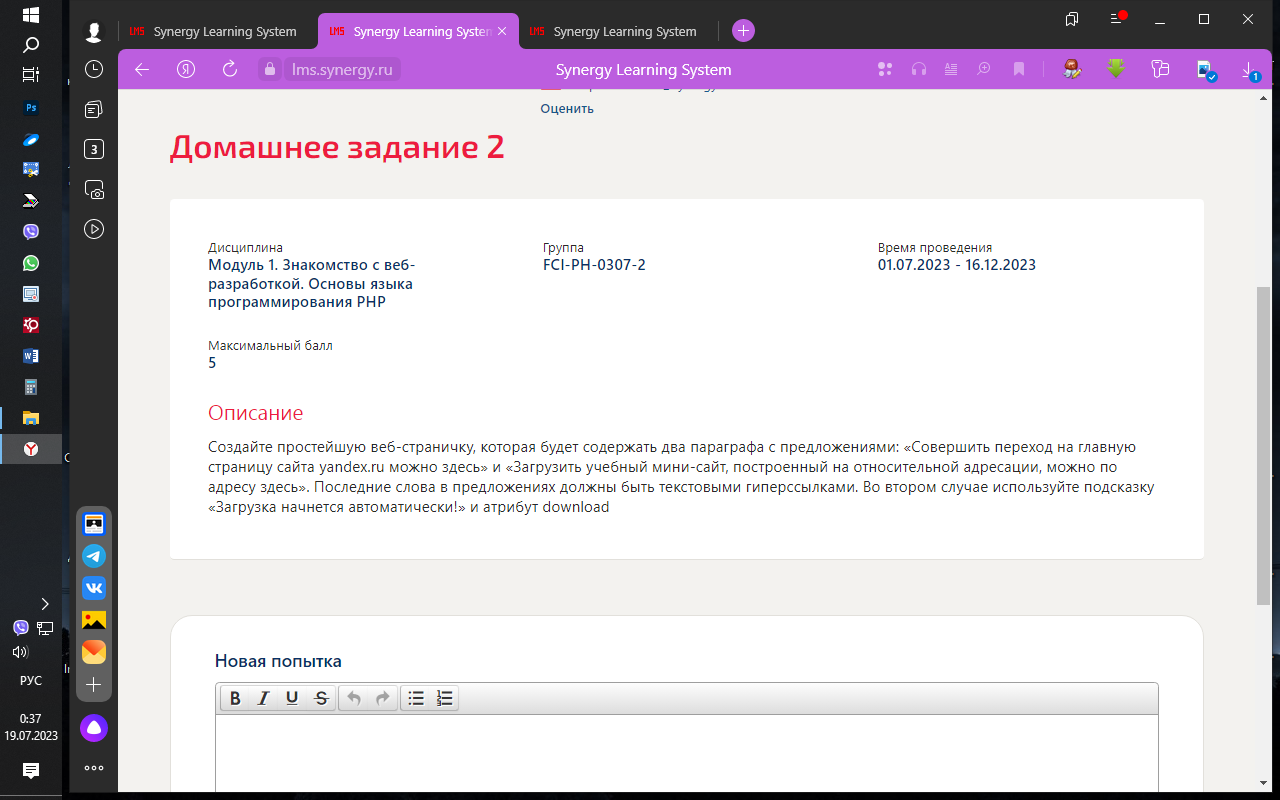 LMS Synergy Learning System
LMS Synergy Learning System
LMS Synergy Learning System
lms.synergy.ru
Synergy Learning System
1
3
Оценить
Домашнее задание 2
Дисциплина
Модуль 1. Знакомство с веб-
разработкой. Основы языка
программирования PHP
Группа
FCI-PH-0307-2
Время проведения
01.07.2023 - 16.12.2023
Максимальный балл
5
Описание
Создайте простейшую веб-страничку, которая будет содержать два параграфа с предложениями: «Совершить переход на главную
страницу сайта yandex.ru можно здесь» и «Загрузить учебный мини-сайт, построенный на относительной адресации, можно по
адресу здесь». Последние слова в предложениях должны быть текстовыми гиперссылками. Во втором случае используйте подсказку
«Загрузка начнется автоматически!» и атрибут download
Новая попытка
B I U S
Ps
РУС
0:37
19.07.2023